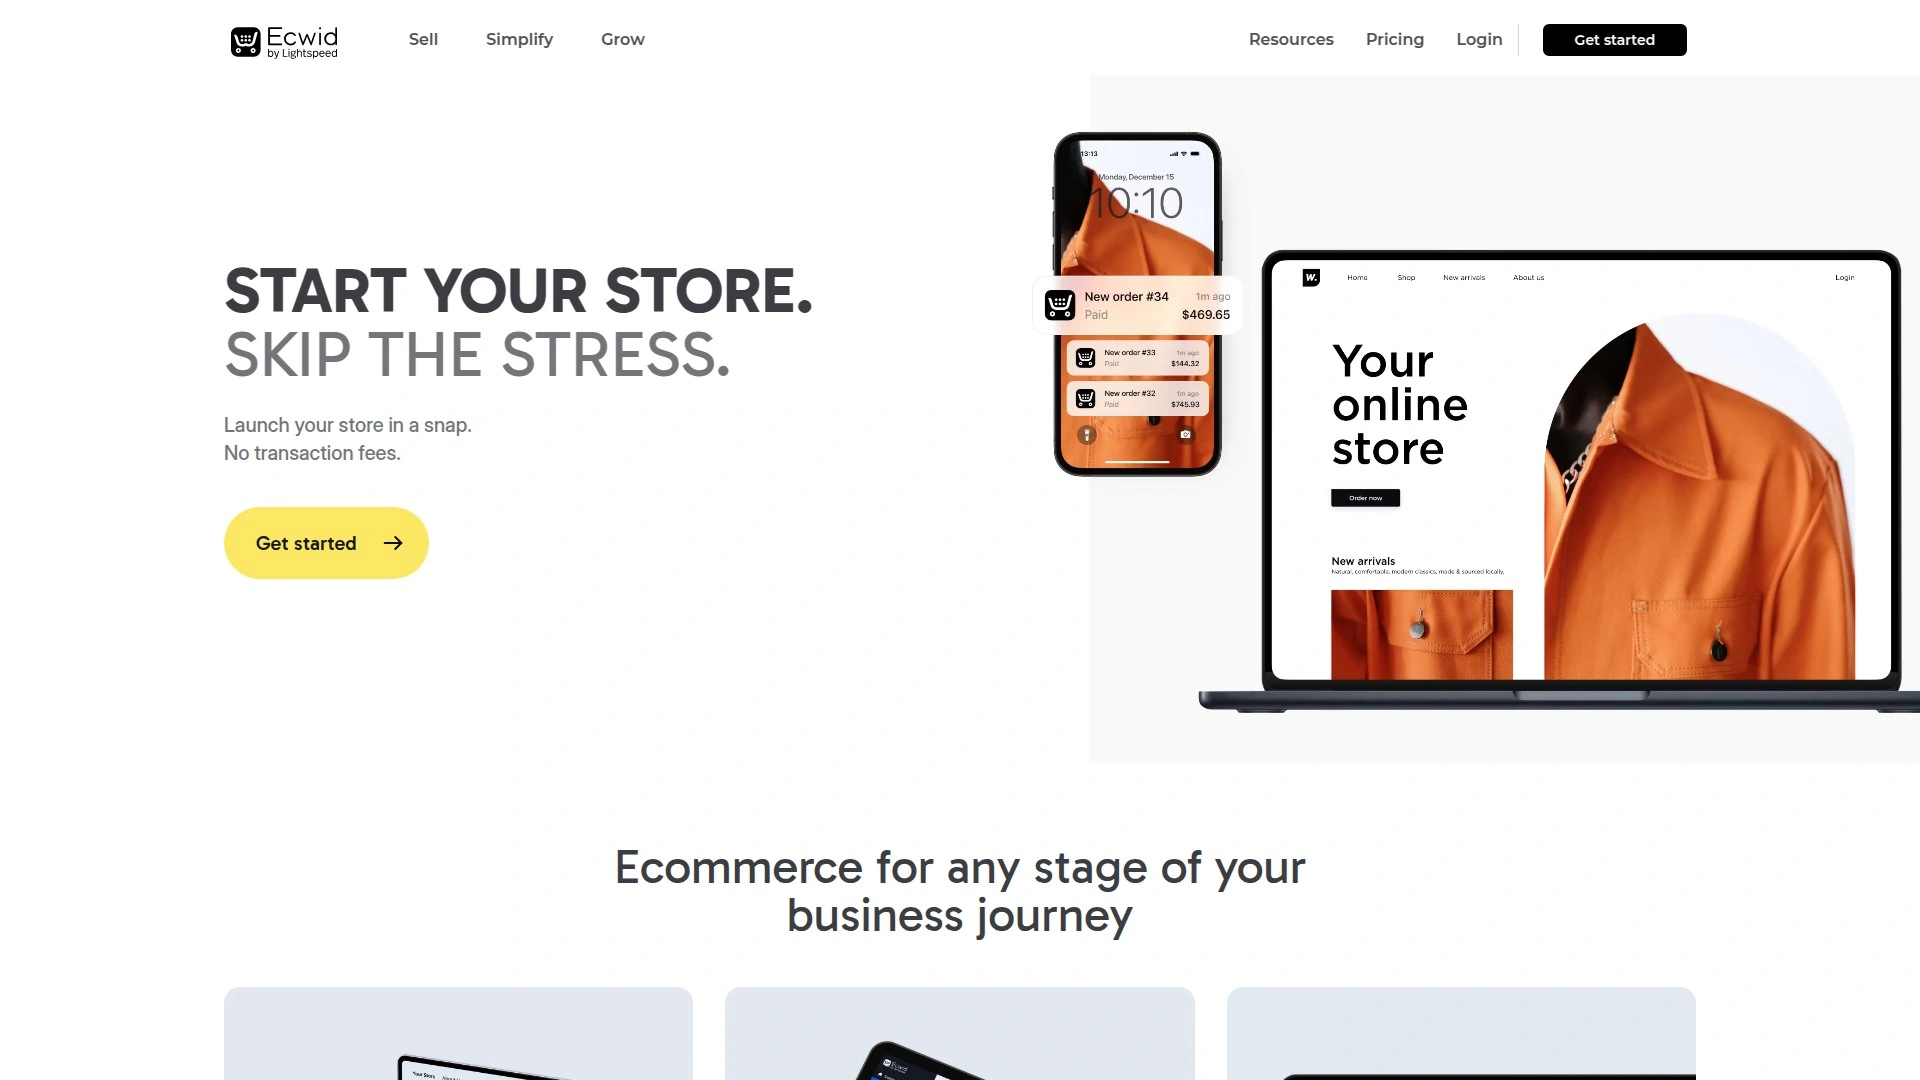 Ecwid
by Lightspeed
Sell
Simplify
Grow
Resources
Pricing
Login
Get started
START YOUR STORE.
SKIP THE STRESS.
Launch your store in a snap.
No transaction fees.
Get started
13:13
Monday, December 15
10:10
New order #34
1m ago
Paid
$469.65
New order #33
1m ago
Paid
$144.32
New order #32
1m ago
Paid
$745.93
W.
Home
Shop
New arrivals
About us
Login
Your
online
store
Order now
New arrivals
Natural, comfortable, modern classics, made & sourced locally.
Ecommerce for any stage of your
business journey
Your Store
Ecwid